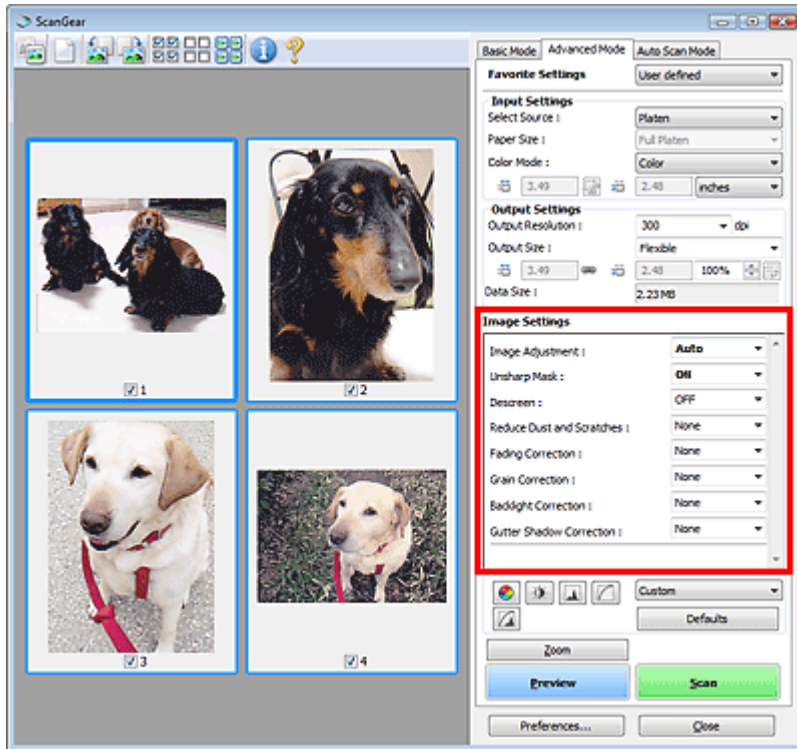 ScanGear
Basic Mode Advanced Mode Auto Scan Mode
Favorite Settings User defined
Input Settings
Select Source : Platen
Paper Size : Full Platen
Color Mode : Color
3.49 2.48 inches
Output Settings
Output Resolution : 300 dpi
Output Size : Flexible
3.49 2.48 100%
Data Size : 2.23 MB
Image Settings
Image Adjustment : Auto
Unsharp Mask : ON
Descreen : OFF
Reduce Dust and Scratches : None
Fading Correction : None
Grain Correction : None
Backlight Correction : None
Gutter Shadow Correction : None
Custom
Defaults
Zoom
Preview Scan
Preferences... Close
1
2
3
4